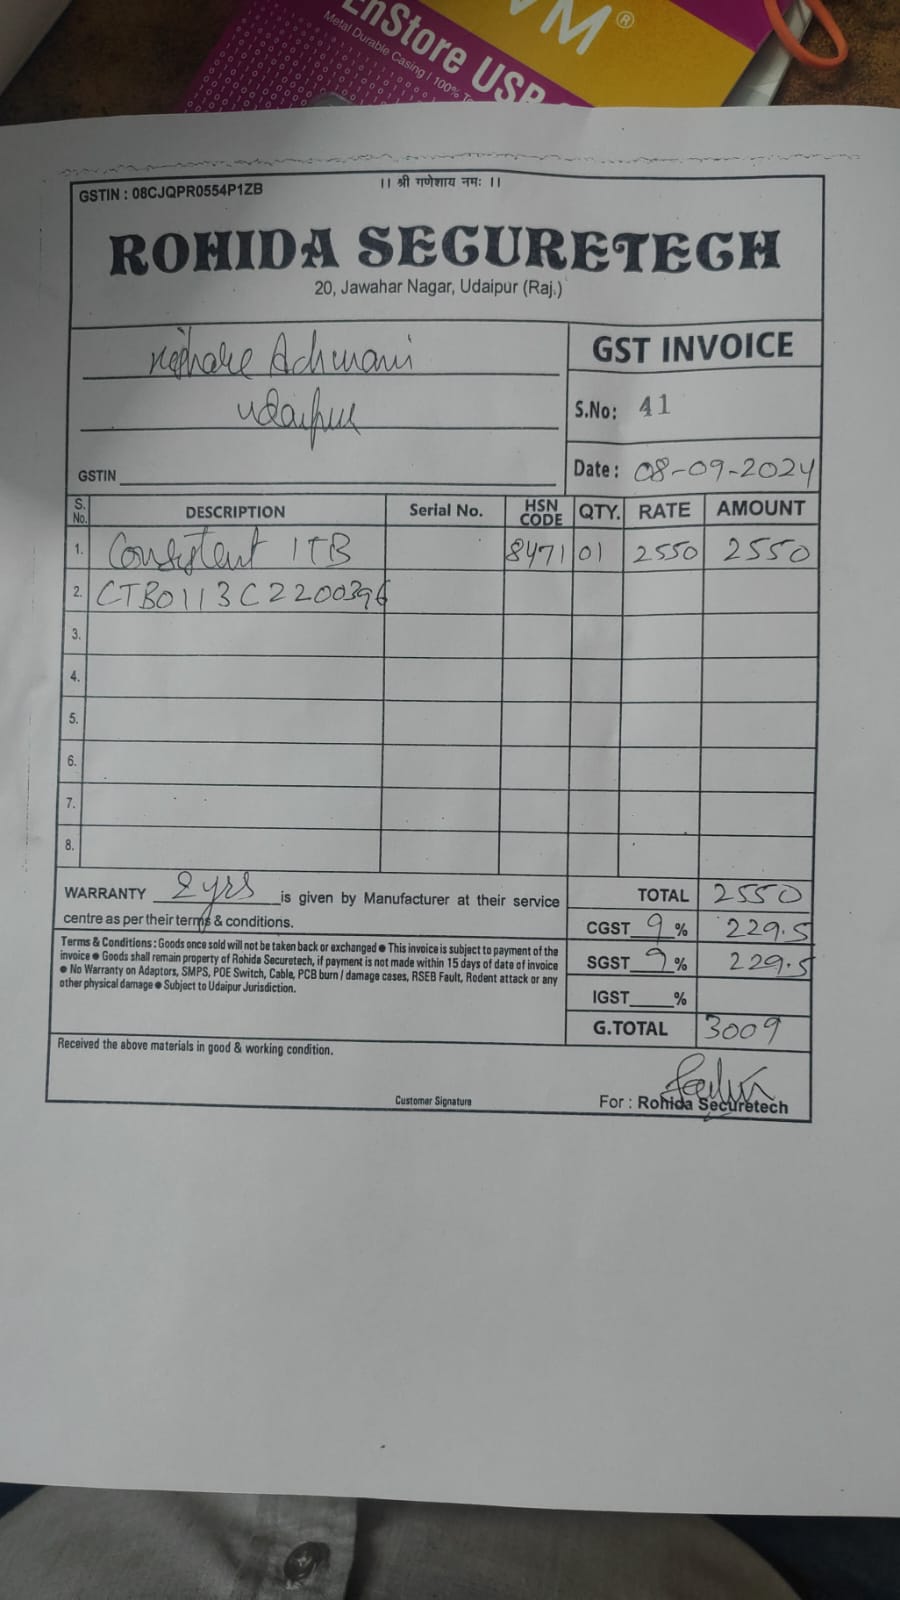 VM®
EnStore USB
Metal Durable Casing | 100%
GSTIN : 08CJQPR0554P1ZB
।। श्री गणेशाय नमः ।।
ROHIDA SECURETECH
20, Jawahar Nagar, Udaipur (Raj.)
Achwani
Udaipur
GST INVOICE
S.No: 41
GSTIN
Date : 08-09-2024
S. No. DESCRIPTION Serial No. HSN CODE QTY. RATE AMOUNT
1. Consistent 1TB 8471 01 2550 2550
2. CTB0113C2200396
3.
4.
5.
6.
7.
8.
WARRANTY 2 yrs is given by Manufacturer at their service
centre as per their terms & conditions.
TOTAL 2550
CGST 9 % 229.5
SGST 9 % 229.5
IGST %
G.TOTAL 3009
Terms & Conditions : Goods once sold will not be taken back or exchanged ● This invoice is subject to payment of the
invoice ● Goods shall remain property of Rohida Securetech, if payment is not made within 15 days of date of invoice
● No Warranty on Adaptors, SMPS, POE Switch, Cable, PCB burn / damage cases, RSEB Fault, Rodent attack or any
other physical damage ● Subject to Udaipur Jurisdiction.
Received the above materials in good & working condition.
Customer Signature
For : Rohida Securetech